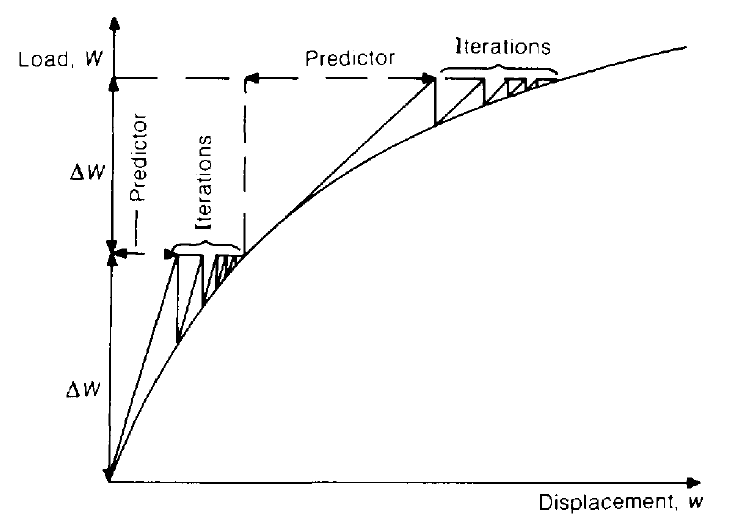 Load, W
Predictor
Iterations
ΔW
Predictor
Iterations
ΔW
Displacement, w